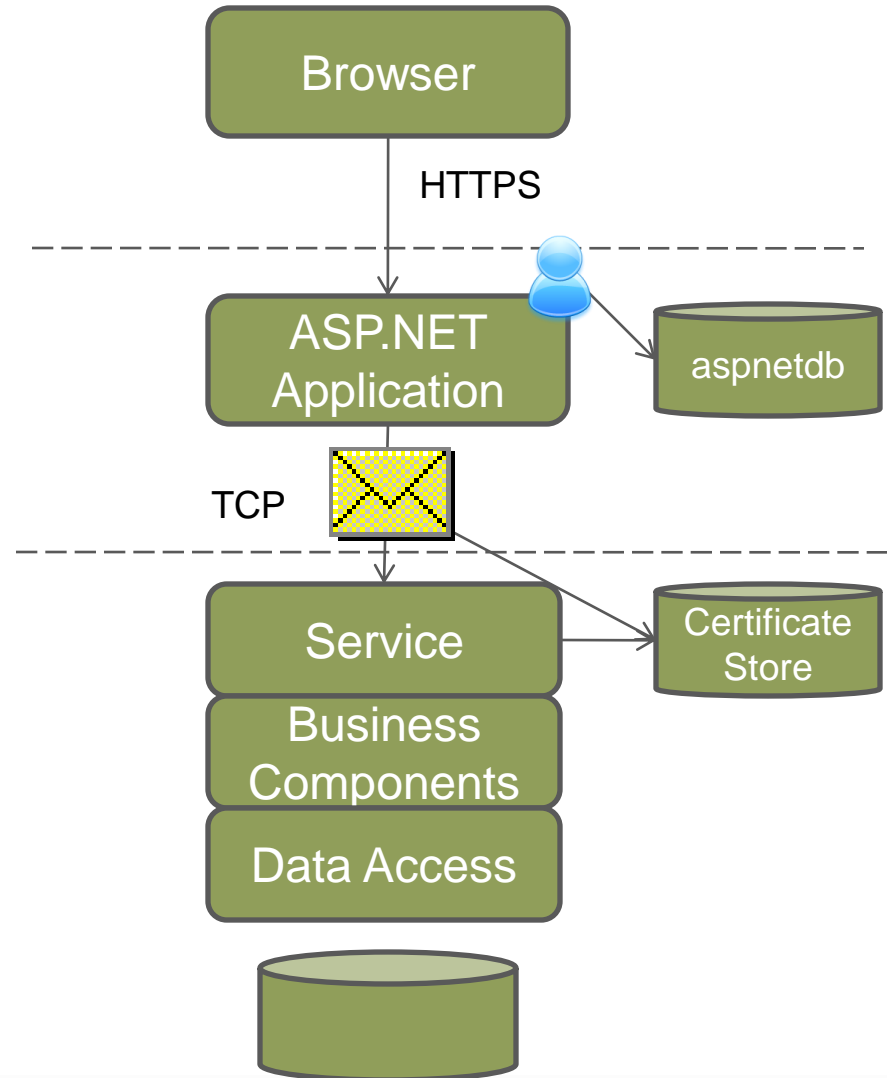 Browser
HTTPS
ASP.NET
Application
aspnetdb
TCP
Service
Certificate
Store
Business
Components
Data Access